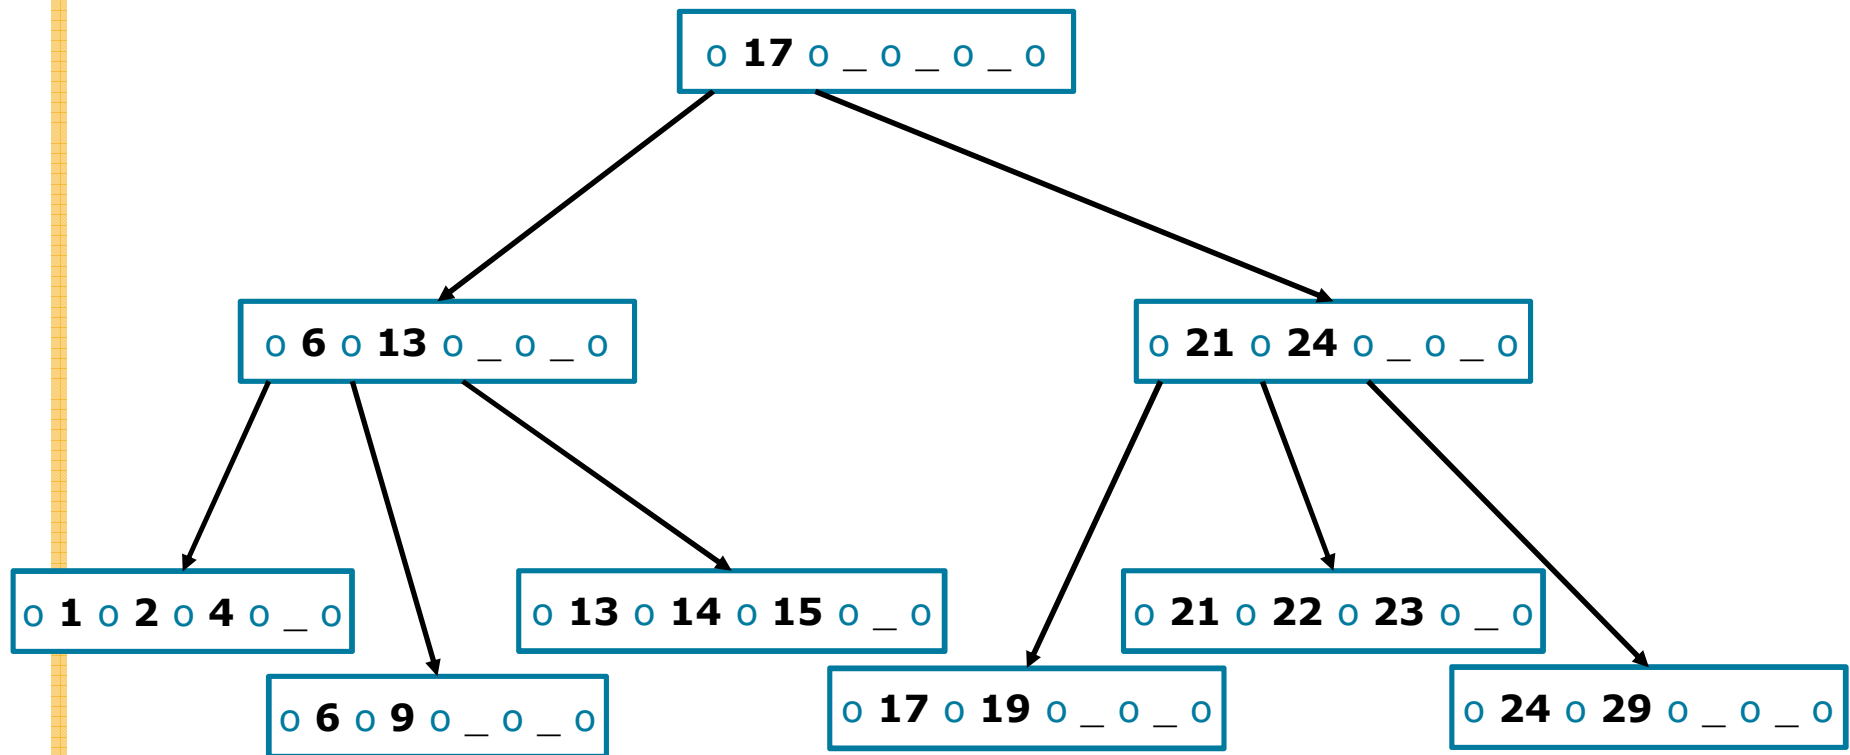 o 17 o _ o _ o _ o
o 6 o 13 o _ o _ o
o 21 o 24 o _ o _ o
o 1 o 2 o 4 o _ o
o 13 o 14 o 15 o _ o
o 21 o 22 o 23 o _ o
o 6 o 9 o _ o _ o
o 17 o 19 o _ o _ o
o 24 o 29 o _ o _ o